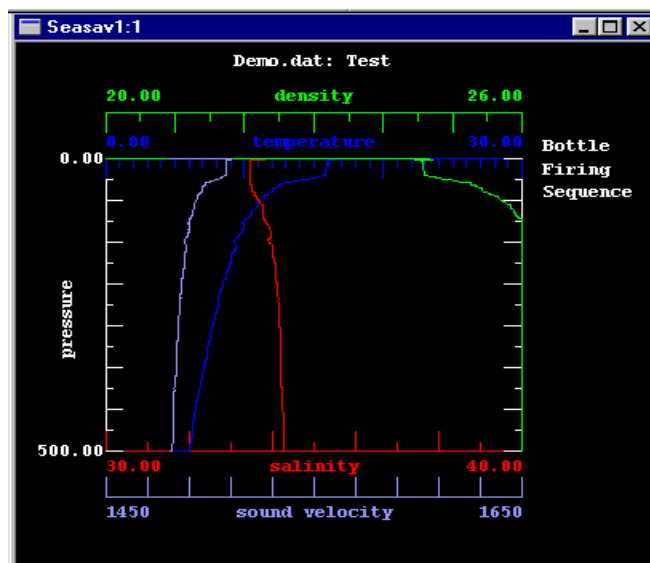 Seasav1:1
Demo.dat: Test
20.00 density 26.00
0.00 temperature 30.00
Bottle
Firing
Sequence
0.00
pressure
500.00
30.00 salinity 40.00
1450 sound velocity 1650